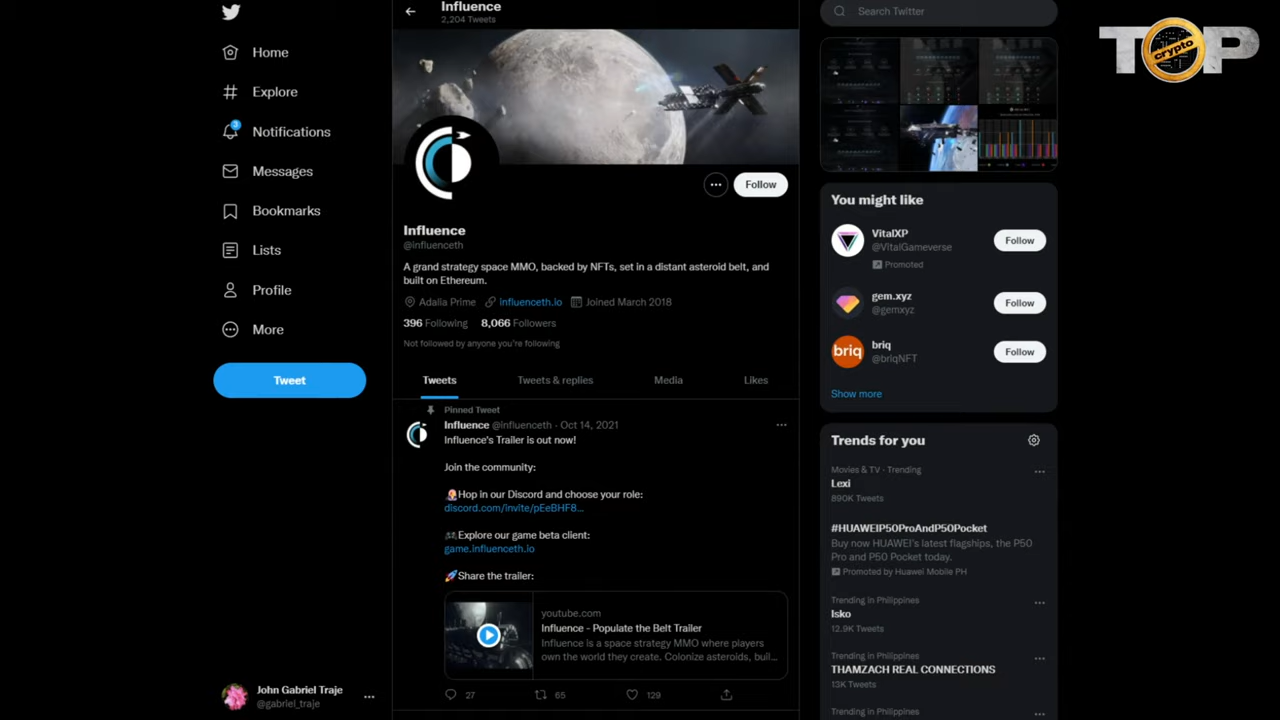 Home
Explore
3
Notifications
Messages
Bookmarks
Lists
Profile
More
Tweet
John Gabriel Traje
@gabriel_traje
Influence
2,204 Tweets
Follow
Influence
@influenceth
A grand strategy space MMO, backed by NFTs, set in a distant asteroid belt, and
built on Ethereum.
Adalia Prime influenceth.io Joined March 2018
396 Following 8,066 Followers
Not followed by anyone you're following
Tweets Tweets & replies Media Likes
Pinned Tweet
Influence @influenceth · Oct 14, 2021
Influence's Trailer is out now!
Join the community:
Hop in our Discord and choose your role:
discord.com/invite/pEeBHF8...
Explore our game beta client:
game.influenceth.io
Share the trailer:
youtube.com
Influence - Populate the Belt Trailer
Influence is a space strategy MMO where players
own the world they create. Colonize asteroids, buil...
27 65 129
Search Twitter
You might like
VitalXP
@VitalGameverse
Promoted
Follow
gem.xyz
@gemxyz
Follow
briq
briq
@briqNFT
Follow
Show more
Trends for you
Movies & TV · Trending
Lexi
890K Tweets
#HUAWEIP50ProAndP50Pocket
Buy now HUAWEI's latest flagships, the P50
Pro and P50 Pocket today.
Promoted by Huawei Mobile PH
Trending in Philippines
Isko
12.9K Tweets
Trending in Philippines
THAMZACH REAL CONNECTIONS
13K Tweets
Trending in Philippines
TOP
crypto